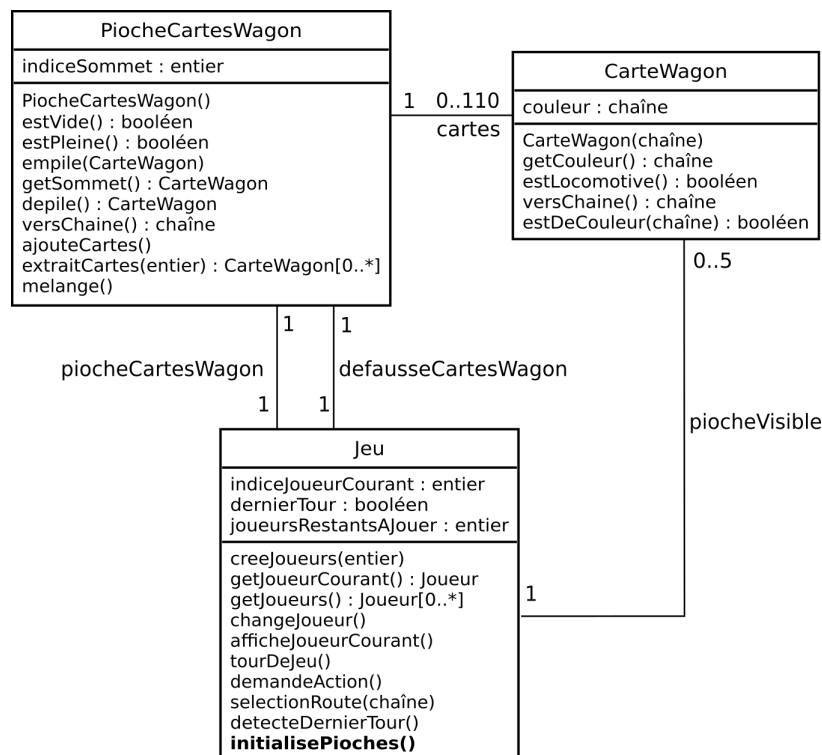 PiocheCartesWagon
indiceSommet : entier
PiocheCartesWagon()
estVide() : booléen
estPleine() : booléen
empile(CarteWagon)
getSommet() : CarteWagon
depile() : CarteWagon
versChaine() : chaîne
ajouteCartes()
extraitCartes(entier) : CarteWagon[0..*]
melange()
1
0..110
cartes
CarteWagon
couleur : chaîne
CarteWagon(chaîne)
getCouleur() : chaîne
estLocomotive() : booléen
versChaine() : chaîne
estDeCouleur(chaîne) : booléen
0..5
1
1
piocheCartesWagon
defausseCartesWagon
1
1
piocheVisible
Jeu
indiceJoueurCourant : entier
dernierTour : booléen
joueursRestantsAJouer : entier
creeJoueurs(entier)
getJoueurCourant() : Joueur
getJoueurs() : Joueur[0..*]
changeJoueur()
afficheJoueurCourant()
tourDeJeu()
demandeAction()
selectionRoute(chaîne)
detecteDernierTour()
initialisePioches()
1